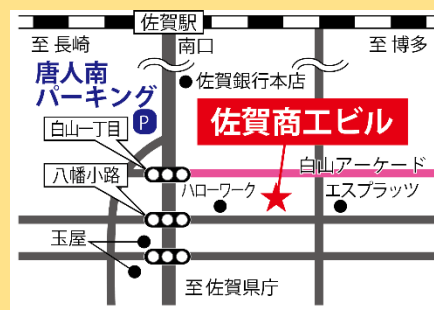 佐賀駅
至 長崎
南口
至 博多
唐人南
パーキング
P
佐賀銀行本店
佐賀商工ビル
白山一丁目
白山アーケード
八幡小路
ハローワーク
エスプラッツ
玉屋
至 佐賀県庁